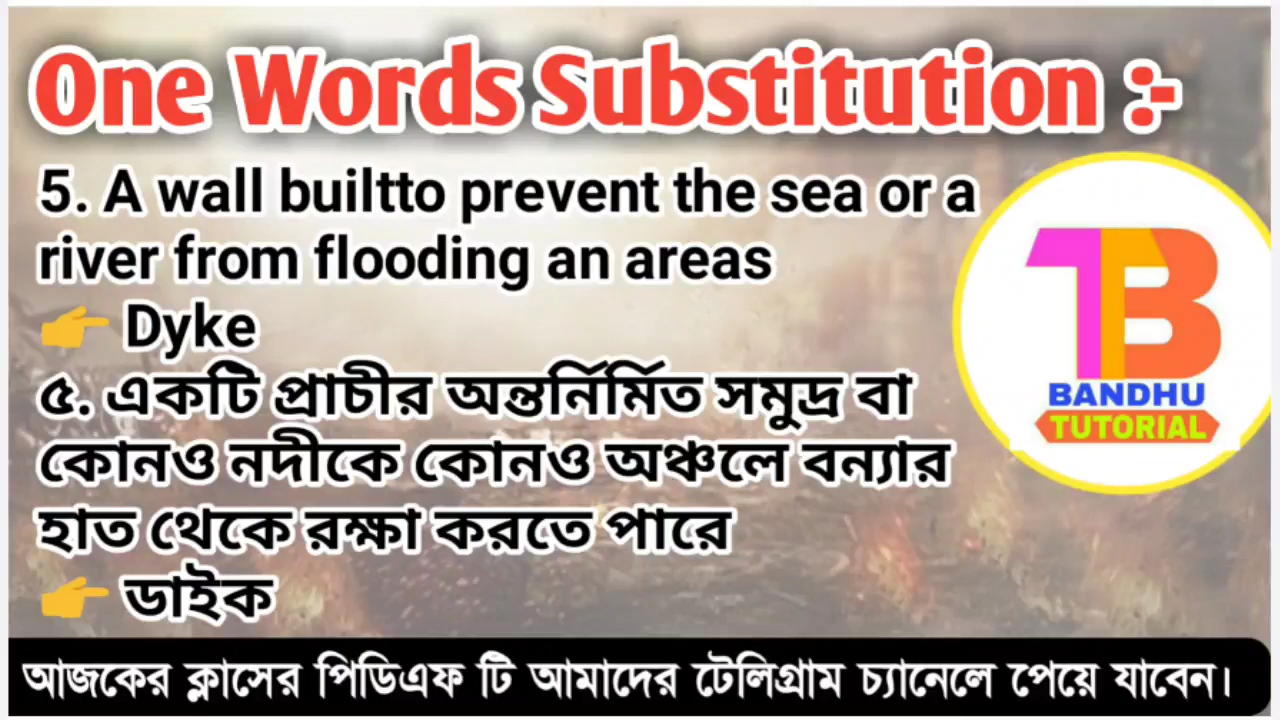 One Words Substitution :-
5. A wall builtto prevent the sea or a
river from flooding an areas
👉 Dyke
৫. একটি প্রাচীর অন্তর্নির্মিত সমুদ্র বা
কোনও নদীকে কোনও অঞ্চলে বন্যার
হাত থেকে রক্ষা করতে পারে
👉 ডাইক
TB
BANDHU
TUTORIAL
আজকের ক্লাসের পিডিএফ টি আমাদের টেলিগ্রাম চ্যানেলে পেয়ে যাবেন।